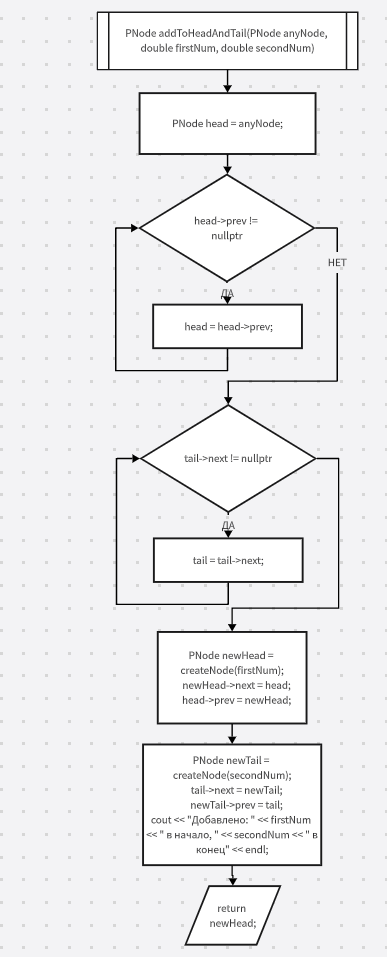 PNode addToHeadAndTail(PNode anyNode,
double firstNum, double secondNum)
PNode head = anyNode;
head->prev !=
nullptr
НЕТ
ДА
head = head->prev;
tail->next != nullptr
ДА
tail = tail->next;
PNode newHead =
createNode(firstNum);
newHead->next = head;
head->prev = newHead;
PNode newTail =
createNode(secondNum);
tail->next = newTail;
newTail->prev = tail;
cout << "Добавлено: " << firstNum
<< " в начало, " << secondNum << " в
конец" << endl;
return
newHead;